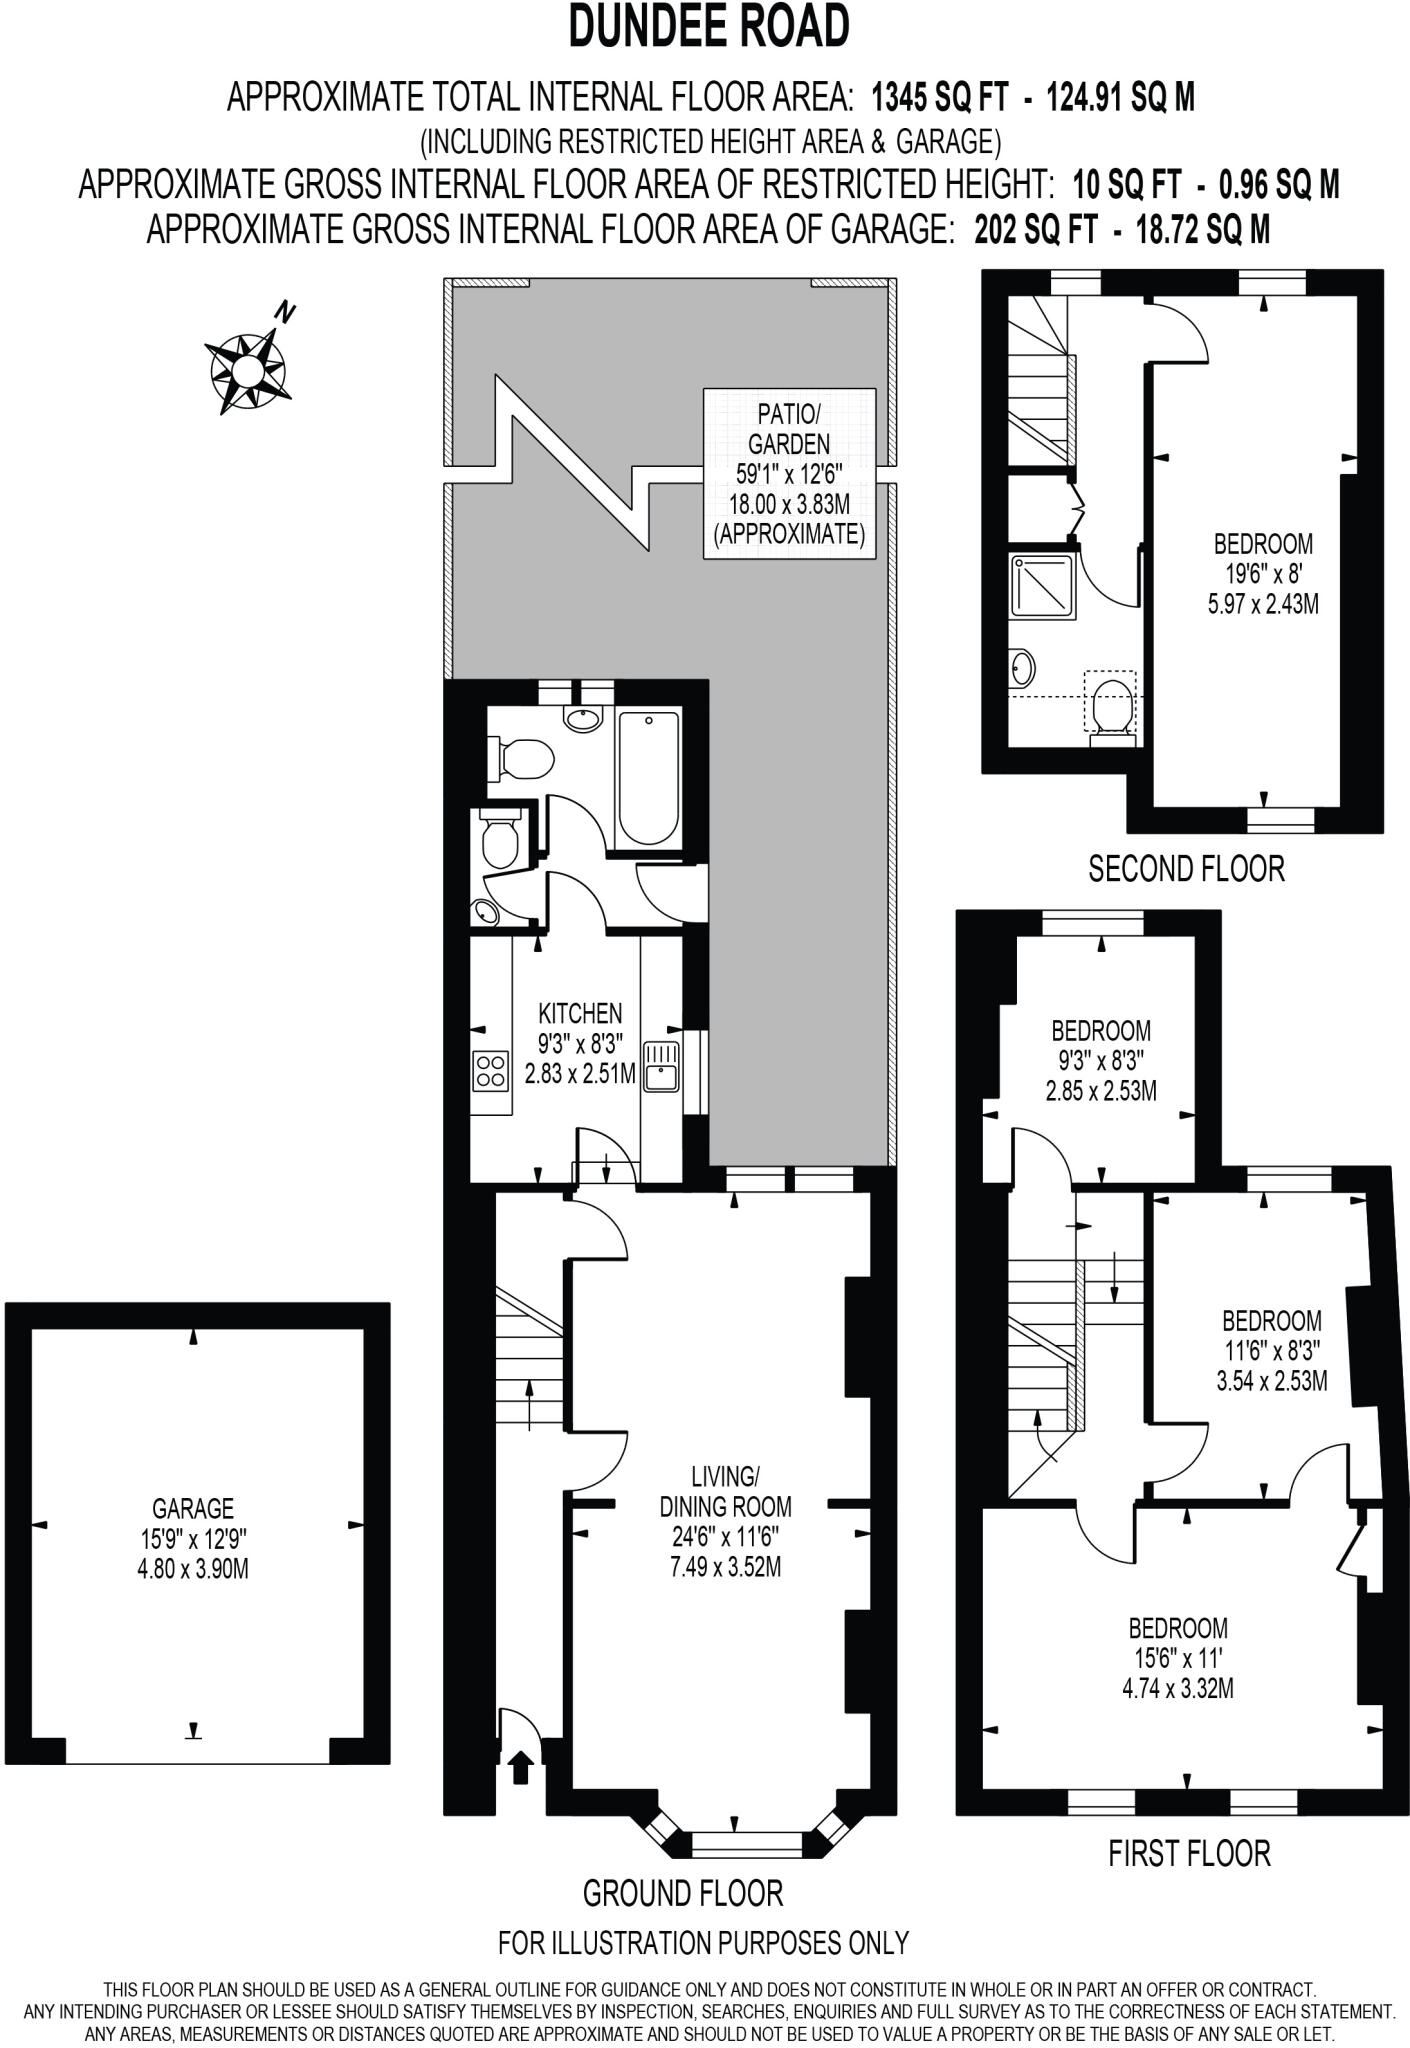 DUNDEE ROAD
APPROXIMATE TOTAL INTERNAL FLOOR AREA: 1345 SQ FT - 124.91 SQ M
(INCLUDING RESTRICTED HEIGHT AREA & GARAGE)
APPROXIMATE GROSS INTERNAL FLOOR AREA OF RESTRICTED HEIGHT: 10 SQ FT - 0.96 SQ M
APPROXIMATE GROSS INTERNAL FLOOR AREA OF GARAGE: 202 SQ FT - 18.72 SQ M
N
PATIO/
GARDEN
59'1" x 12'6"
18.00 x 3.83M
(APPROXIMATE)
BEDROOM
19'6" x 8'
5.97 x 2.43M
SECOND FLOOR
KITCHEN
9'3" x 8'3"
2.83 x 2.51M
BEDROOM
9'3" x 8'3"
2.85 x 2.53M
BEDROOM
11'6" x 8'3"
3.54 x 2.53M
GARAGE
15'9" x 12'9"
4.80 x 3.90M
LIVING/
DINING ROOM
24'6" x 11'6"
7.49 x 3.52M
BEDROOM
15'6" x 11'
4.74 x 3.32M
FIRST FLOOR
GROUND FLOOR
FOR ILLUSTRATION PURPOSES ONLY
THIS FLOOR PLAN SHOULD BE USED AS A GENERAL OUTLINE FOR GUIDANCE ONLY AND DOES NOT CONSTITUTE IN WHOLE OR IN PART AN OFFER OR CONTRACT.
ANY INTENDING PURCHASER OR LESSEE SHOULD SATISFY THEMSELVES BY INSPECTION, SEARCHES, ENQUIRIES AND FULL SURVEY AS TO THE CORRECTNESS OF EACH STATEMENT.
ANY AREAS, MEASUREMENTS OR DISTANCES QUOTED ARE APPROXIMATE AND SHOULD NOT BE USED TO VALUE A PROPERTY OR BE THE BASIS OF ANY SALE OR LET.